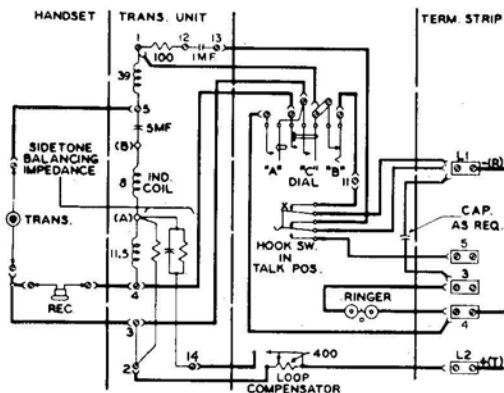 HANDSET
TRANS. UNIT
TERM. STRIP
1
12
13
100
1MF.
39
5
5MF
(B)
SIDETONE
BALANCING
IMPEDANCE
8
IND.
COIL
(A)
TRANS.
11.5
4
REC.
3
2
14
"A"
"C"
"B"
DIAL
11
X
HOOK SW.
IN
TALK POS.
RINGER
400
LOOP
COMPENSATOR
L1
-(R)
CAP.
AS REQ.
5
3
4
L2
+(T)